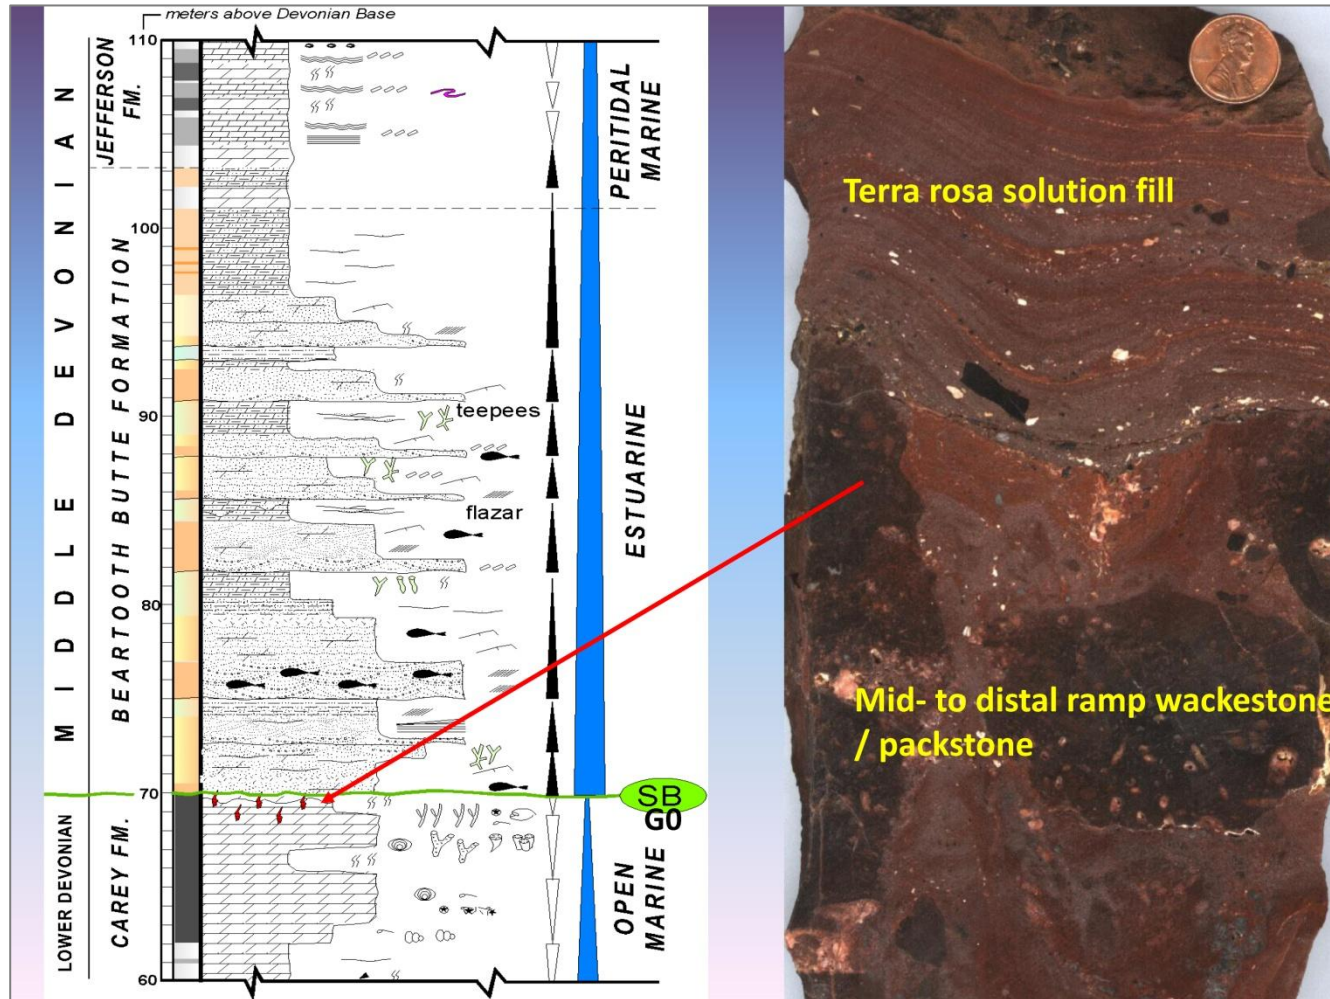 meters above Devonian Base
110
100
90
80
70
60
MIDDLE DEVONIAN
LOWER DEVONIAN
JEFFERSON
FM.
BEARTOOTH BUTTE FORMATION
CAREY FM.
teepees
flazar
PERITIDAL
MARINE
ESTUARINE
OPEN
MARINE
SB
G0
Terra rosa solution fill
Mid- to distal ramp wackestone
/ packstone